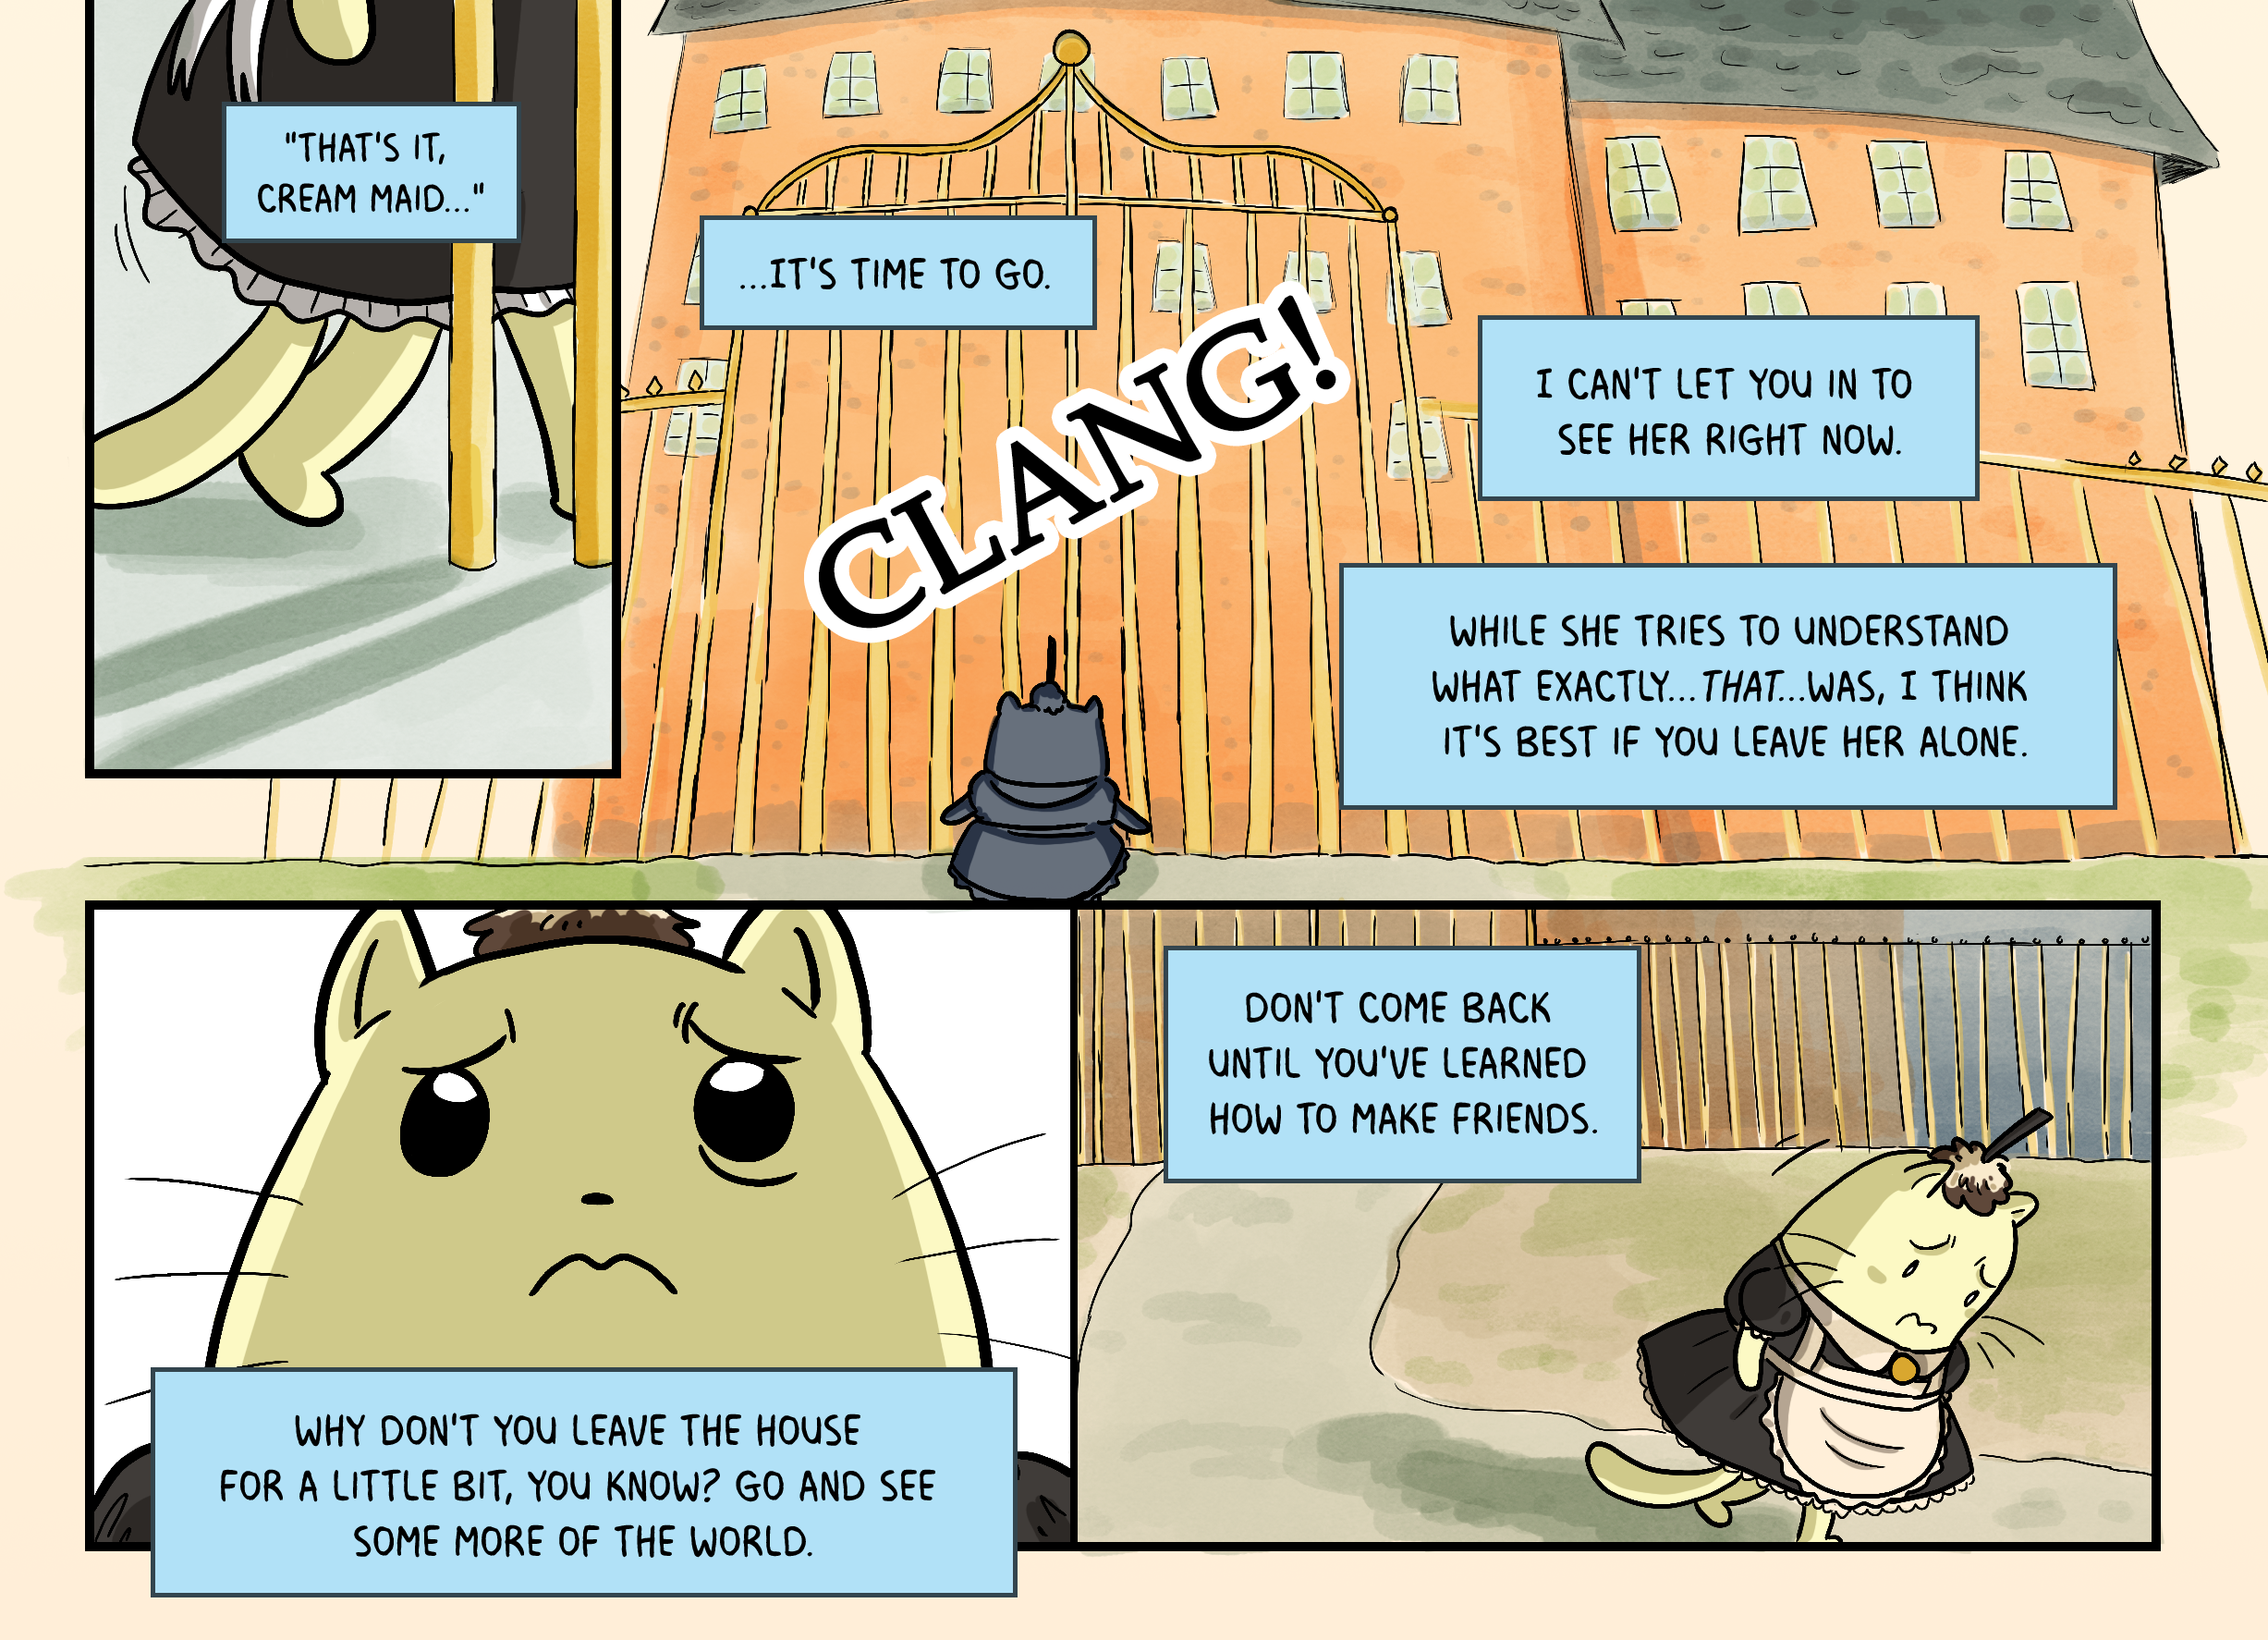 "THAT'S IT,
CREAM MAID..."
...IT'S TIME TO GO.
CLANG!
I CAN'T LET YOU IN TO
SEE HER RIGHT NOW.
WHILE SHE TRIES TO UNDERSTAND
WHAT EXACTLY...THAT...WAS, I THINK
IT'S BEST IF YOU LEAVE HER ALONE.
WHY DON'T YOU LEAVE THE HOUSE
FOR A LITTLE BIT, YOU KNOW? GO AND SEE
SOME MORE OF THE WORLD.
DON'T COME BACK
UNTIL YOU'VE LEARNED
HOW TO MAKE FRIENDS.